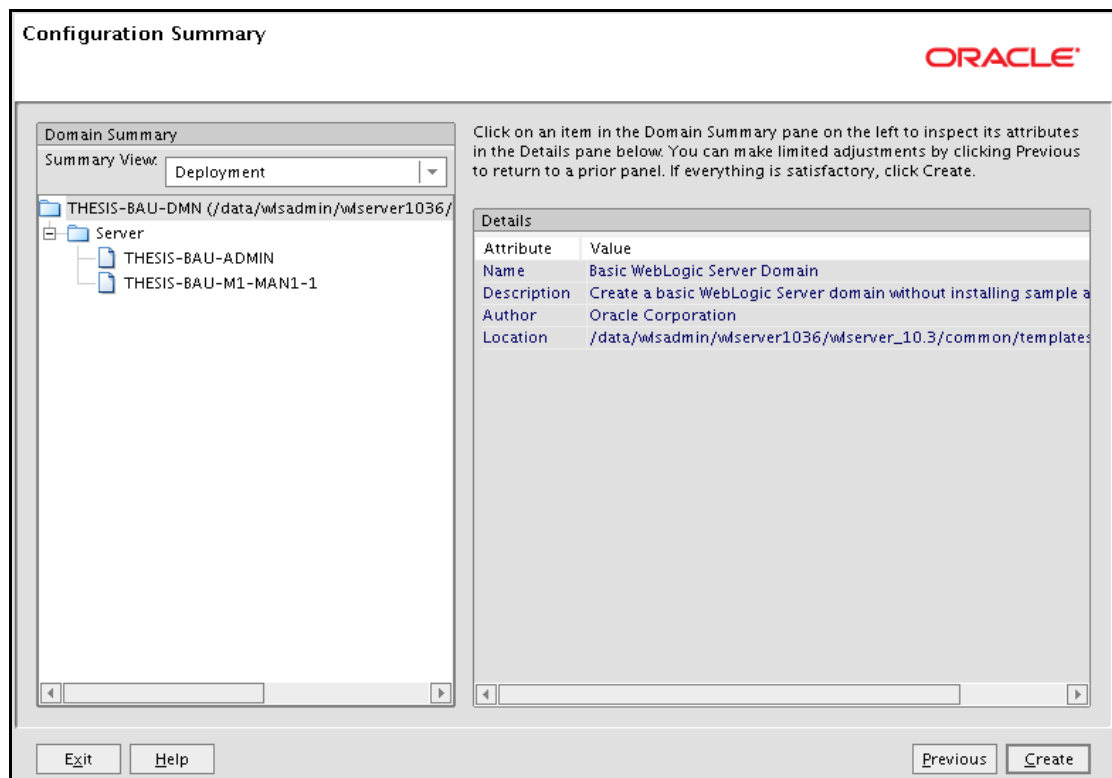 Configuration Summary
ORACLE
Domain Summary
Summary View:
Deployment
THESIS-BAU-DMN (/data/wlsadmin/wlserver1036/
Server
THESIS-BAU-ADMIN
THESIS-BAU-M1-MAN1-1
Click on an item in the Domain Summary pane on the left to inspect its attributes
in the Details pane below. You can make limited adjustments by clicking Previous
to return to a prior panel. If everything is satisfactory, click Create.
Details
Attribute Value
Name Basic WebLogic Server Domain
Description Create a basic WebLogic Server domain without installing sample a
Author Oracle Corporation
Location /data/wlsadmin/wlserver1036/wlserver_10.3/common/templates
Exit Help Previous Create